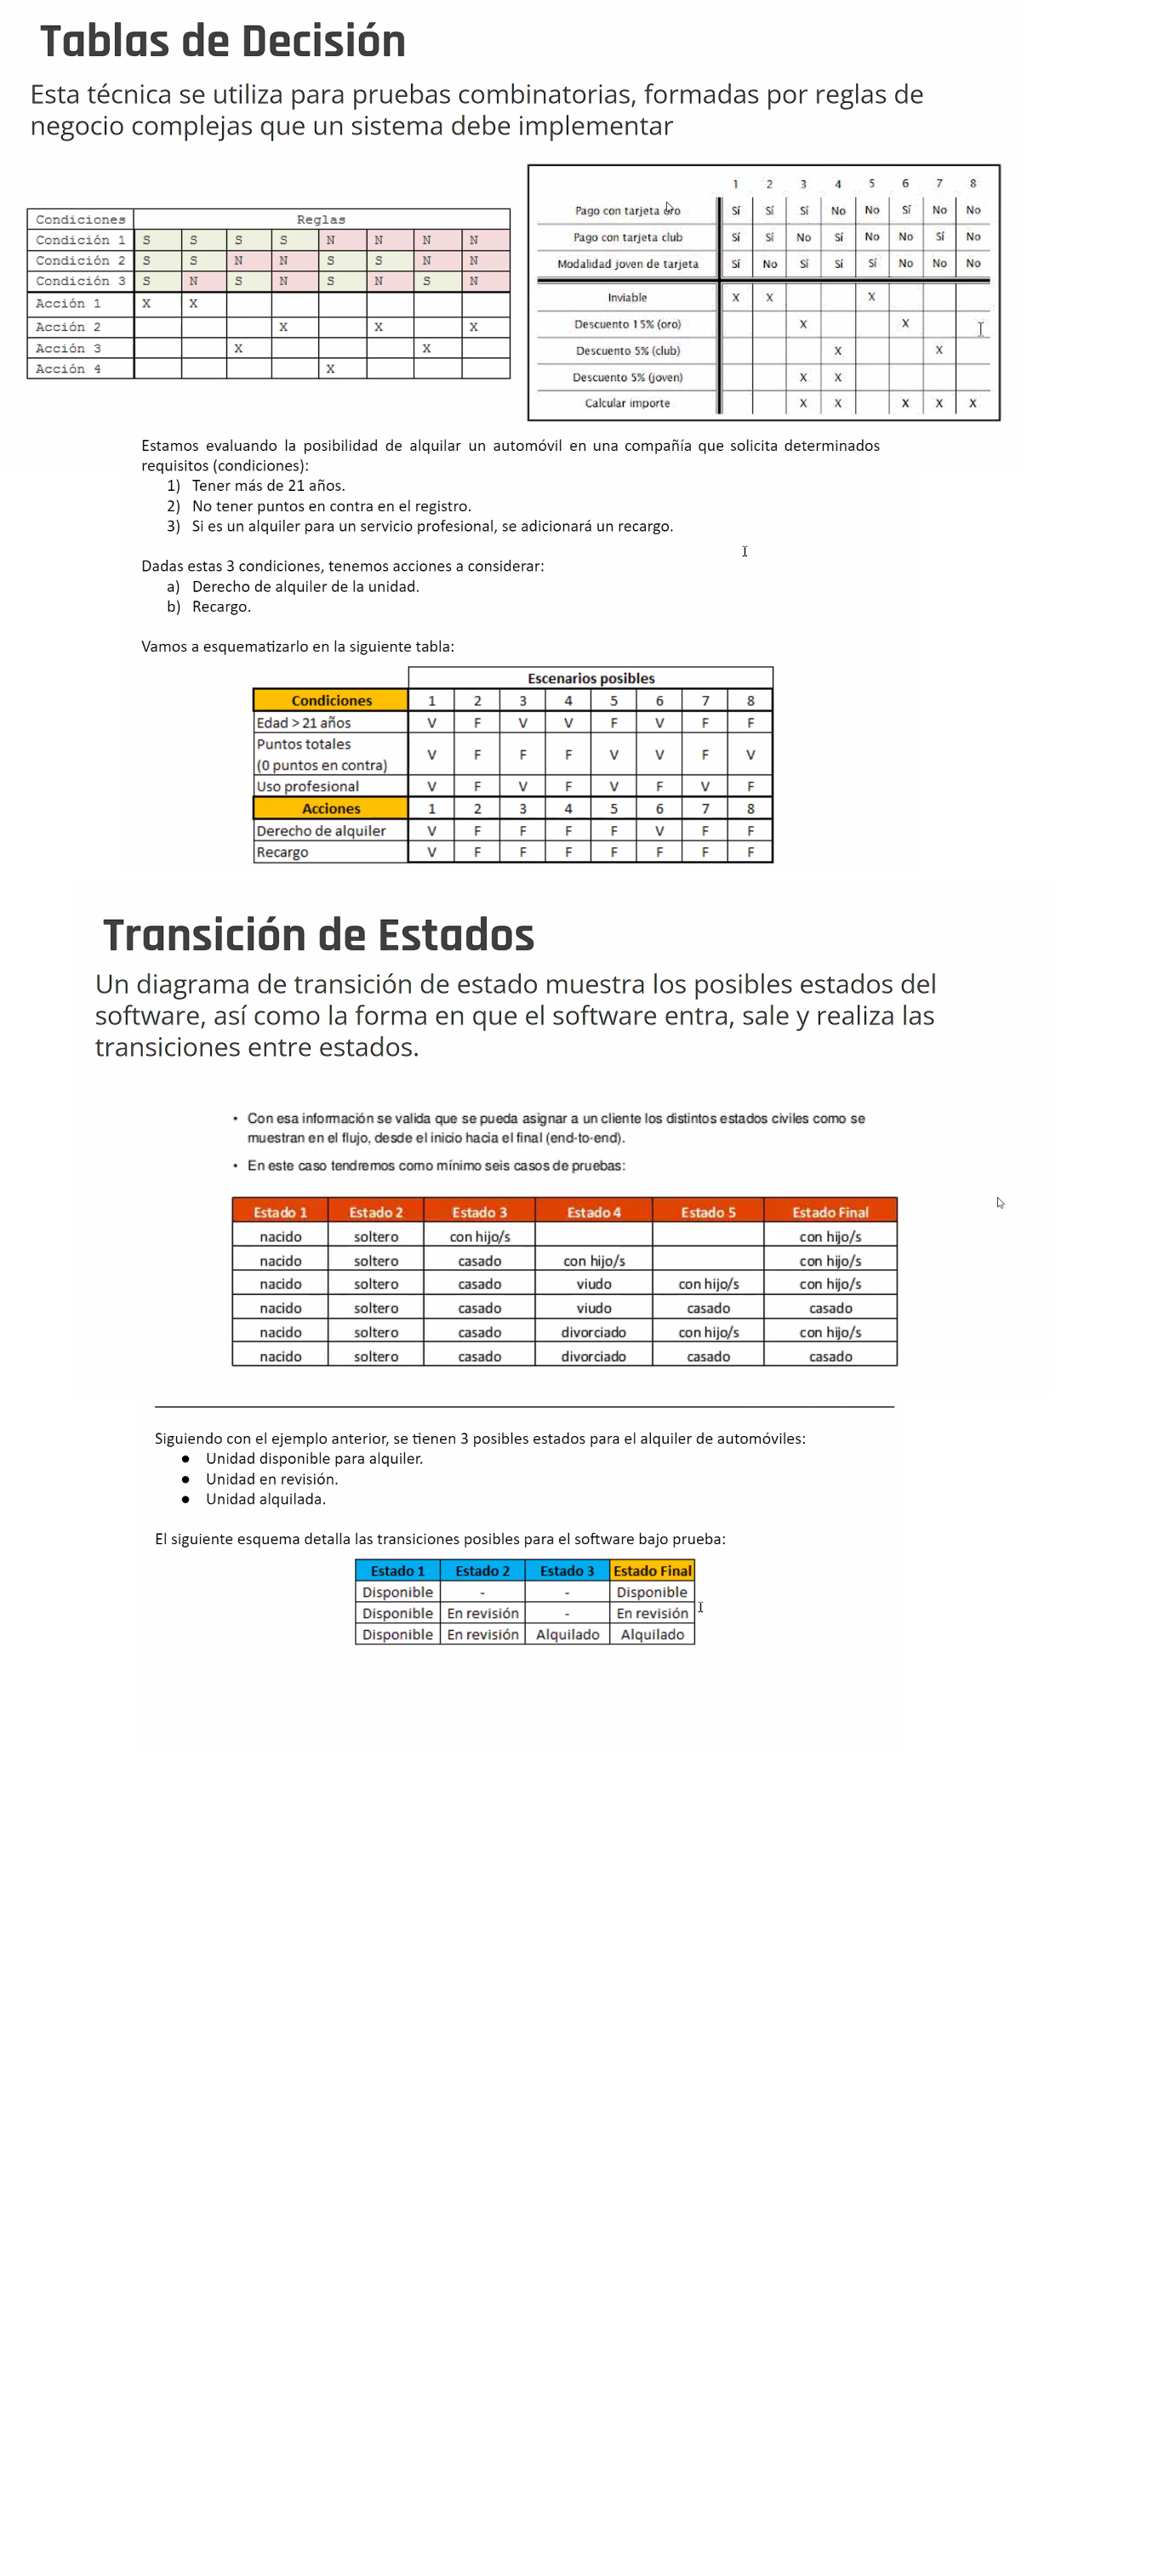 Tablas de Decisión
Esta técnica se utiliza para pruebas combinatorias, formadas por reglas de
negocio complejas que un sistema debe implementar
Condiciones Reglas
Condición 1 S S S S N N N N
Condición 2 S S N N S S N N
Condición 3 S N S N S N S N
Acción 1 X X
Acción 2 X X X
Acción 3 X X
Acción 4 X
1 2 3 4 5 6 7 8
Pago con tarjeta oro Sí Sí Sí No No Sí No No
Pago con tarjeta club Sí Sí No Sí No No Sí No
Modalidad joven de tarjeta Sí No Sí Sí Sí No No No
Inviable X X X
Descuento 15% (oro) X X
Descuento 5% (club) X X
Descuento 5% (joven) X X
Calcular importe X X X X X
Estamos evaluando la posibilidad de alquilar un automóvil en una compañía que solicita determinados
requisitos (condiciones):
1) Tener más de 21 años.
2) No tener puntos en contra en el registro.
3) Si es un alquiler para un servicio profesional, se adicionará un recargo.
Dadas estas 3 condiciones, tenemos acciones a considerar:
a) Derecho de alquiler de la unidad.
b) Recargo.
Vamos a esquematizarlo en la siguiente tabla:
Escenarios posibles
Condiciones 1 2 3 4 5 6 7 8
Edad > 21 años V F V V F V F F
Puntos totales
(0 puntos en contra) V F F F V V F V
Uso profesional V F V F V F V F
Acciones 1 2 3 4 5 6 7 8
Derecho de alquiler V F F F F V F F
Recargo V F F F F F F F
Transición de Estados
Un diagrama de transición de estado muestra los posibles estados del
software, así como la forma en que el software entra, sale y realiza las
transiciones entre estados.
• Con esa información se valida que se pueda asignar a un cliente los distintos estados civiles como se
muestran en el flujo, desde el inicio hacia el final (end-to-end).
• En este caso tendremos como mínimo seis casos de pruebas:
Estado 1 Estado 2 Estado 3 Estado 4 Estado 5 Estado Final
nacido soltero con hijo/s con hijo/s
nacido soltero casado con hijo/s con hijo/s
nacido soltero casado viudo con hijo/s con hijo/s
nacido soltero casado viudo casado casado
nacido soltero casado divorciado con hijo/s con hijo/s
nacido soltero casado divorciado casado casado
Siguiendo con el ejemplo anterior, se tienen 3 posibles estados para el alquiler de automóviles:
● Unidad disponible para alquiler.
● Unidad en revisión.
● Unidad alquilada.
El siguiente esquema detalla las transiciones posibles para el software bajo prueba:
Estado 1 Estado 2 Estado 3 Estado Final
Disponible - - Disponible
Disponible En revisión - En revisión
Disponible En revisión Alquilado Alquilado